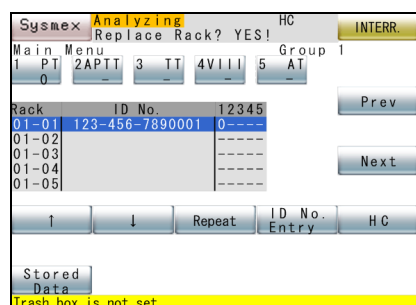 Sysmex Analyzing HC INTERR.
Replace Rack? YES!
Main Menu Group 1
1 PT 2APTT 3 TT 4VIII 5 AT
0 – – – –
Prev
Rack ID No. 12345
01-01 123-456-7890001 0----
01-02 -----
01-03 -----
Next
01-04 -----
01-05 -----
↑ ↓ Repeat ID No. Entry HC
Stored
Data
Trash box is not set